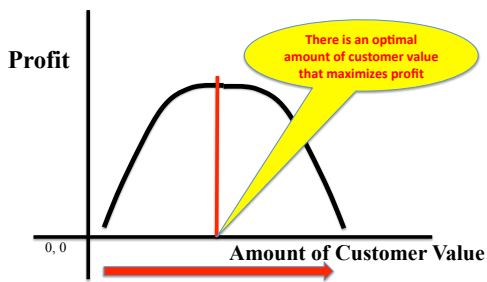 There is an optimal
amount of customer value
that maximizes profit
Profit
0, 0
Amount of Customer Value